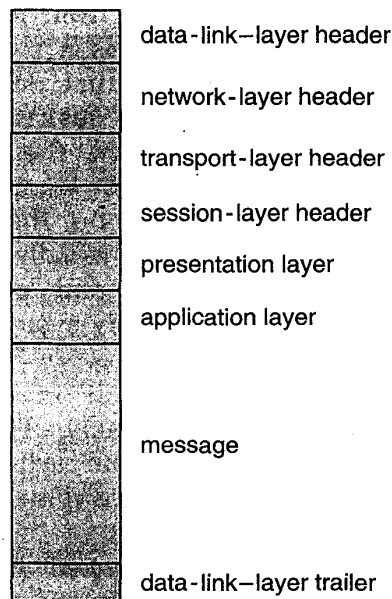 data-link–layer header
network-layer header
transport-layer header
session-layer header
presentation layer
application layer
message
data-link–layer trailer